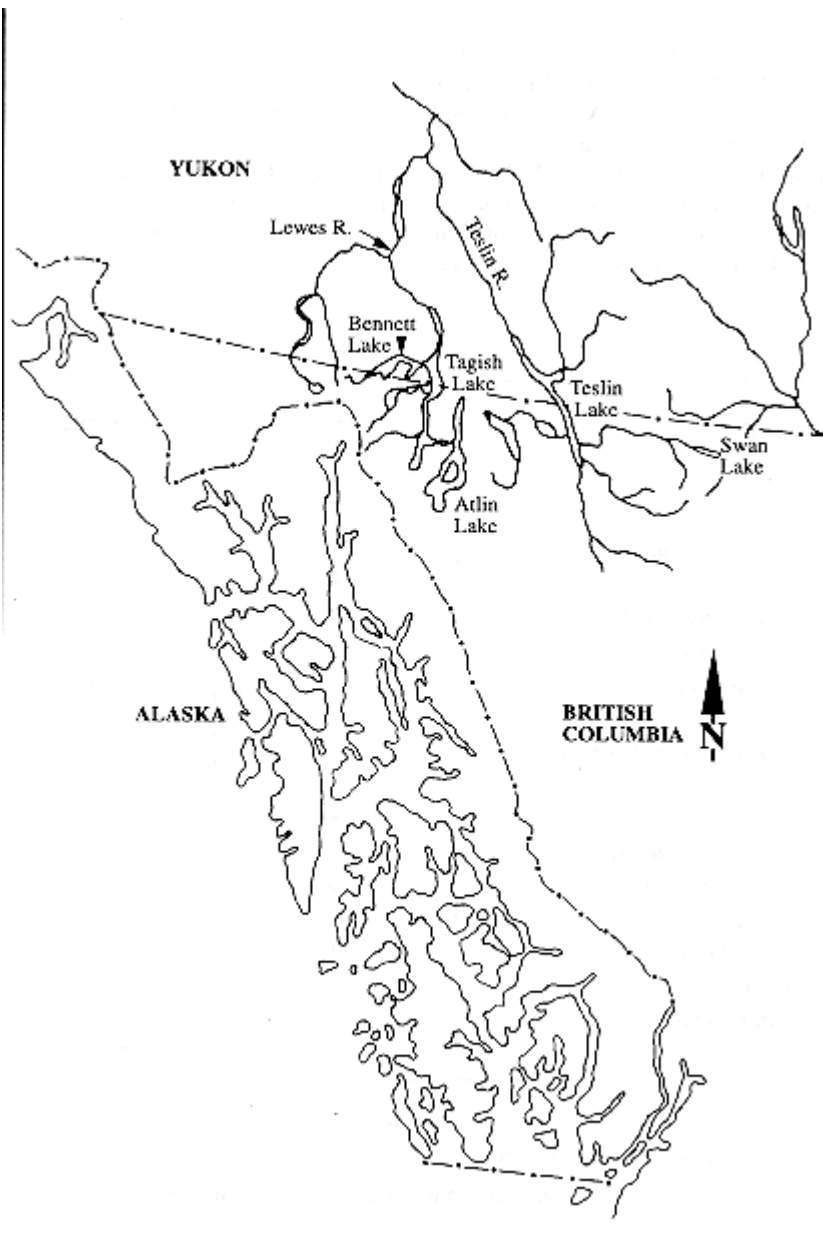 YUKON
Lewes R.
Teslin R.
Bennett
Lake
Tagish
Lake
Teslin
Lake
Swan
Lake
Atlin
Lake
ALASKA
BRITISH
COLUMBIA
N